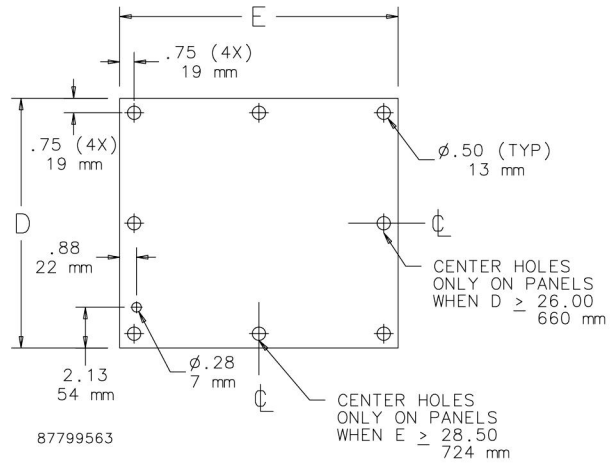 E
.75 (4X)
19 mm
.75 (4X)
19 mm
Ø.50 (TYP)
13 mm
D
℄
.88
22 mm
CENTER HOLES
ONLY ON PANELS
WHEN D ≥ 26.00
660 mm
Ø.28
7 mm
2.13
54 mm
℄
CENTER HOLES
ONLY ON PANELS
WHEN E ≥ 28.50
724 mm
87799563